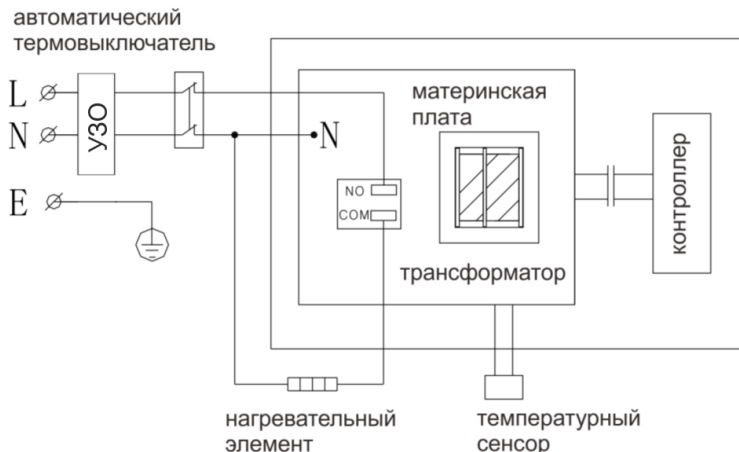 автоматический
термовыключатель
L
N
E
УЗО
N
NO
COM
материнская
плата
трансформатор
контроллер
нагревательный
элемент
температурный
сенсор